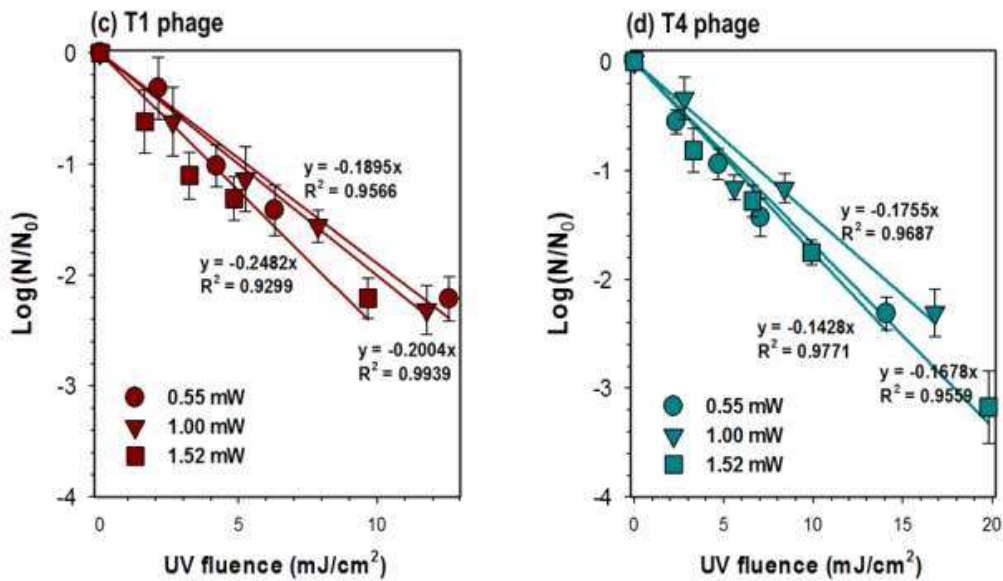 (c) T1 phage
0
-1
-2
-3
-4
Log(N/N0)
y = -0.1895x
R2 = 0.9566
y = -0.2482x
R2 = 0.9299
y = -0.2004x
R2 = 0.9939
0.55 mW
1.00 mW
1.52 mW
0 5 10
UV fluence (mJ/cm2)
(d) T4 phage
0
-1
-2
-3
-4
Log(N/N0)
y = -0.1755x
R2 = 0.9687
y = -0.1428x
R2 = 0.9771
y = -0.1678x
R2 = 0.9559
0.55 mW
1.00 mW
1.52 mW
0 5 10 15 20
UV fluence (mJ/cm2)